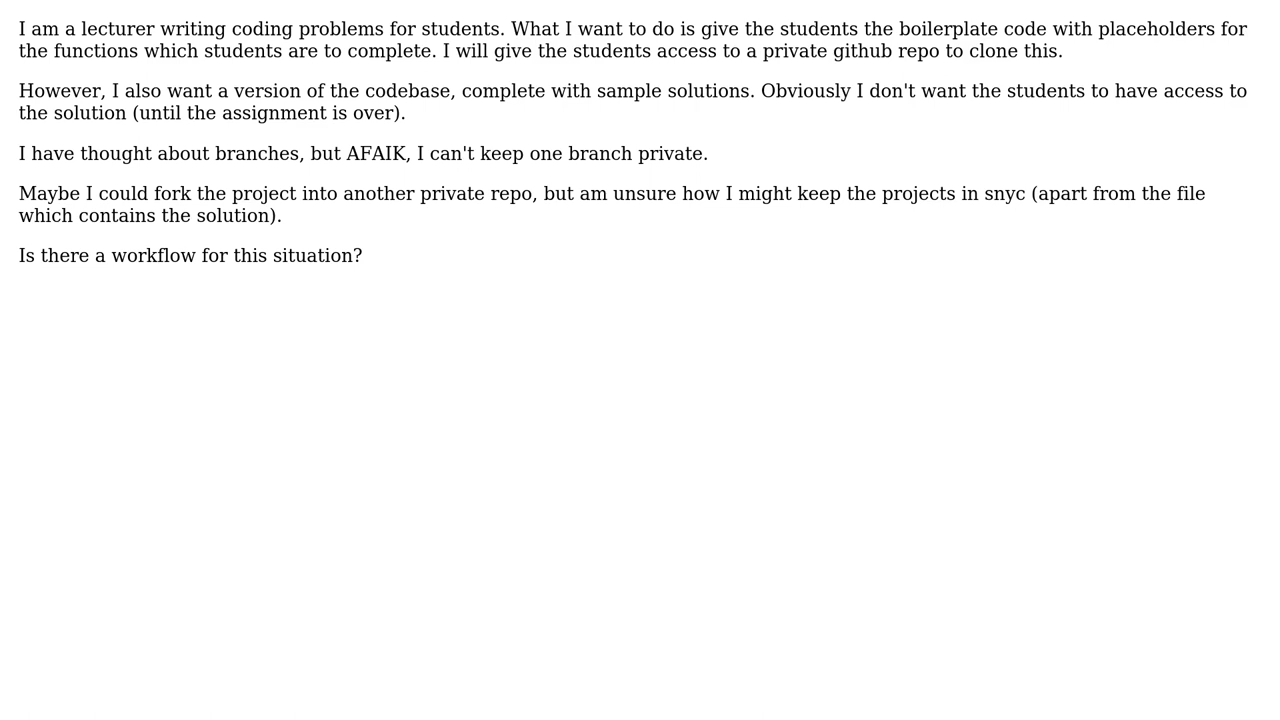 I am a lecturer writing coding problems for students. What I want to do is give the students the boilerplate code with placeholders for
the functions which students are to complete. I will give the students access to a private github repo to clone this.
However, I also want a version of the codebase, complete with sample solutions. Obviously I don't want the students to have access to
the solution (until the assignment is over).
I have thought about branches, but AFAIK, I can't keep one branch private.
Maybe I could fork the project into another private repo, but am unsure how I might keep the projects in snyc (apart from the file
which contains the solution).
Is there a workflow for this situation?